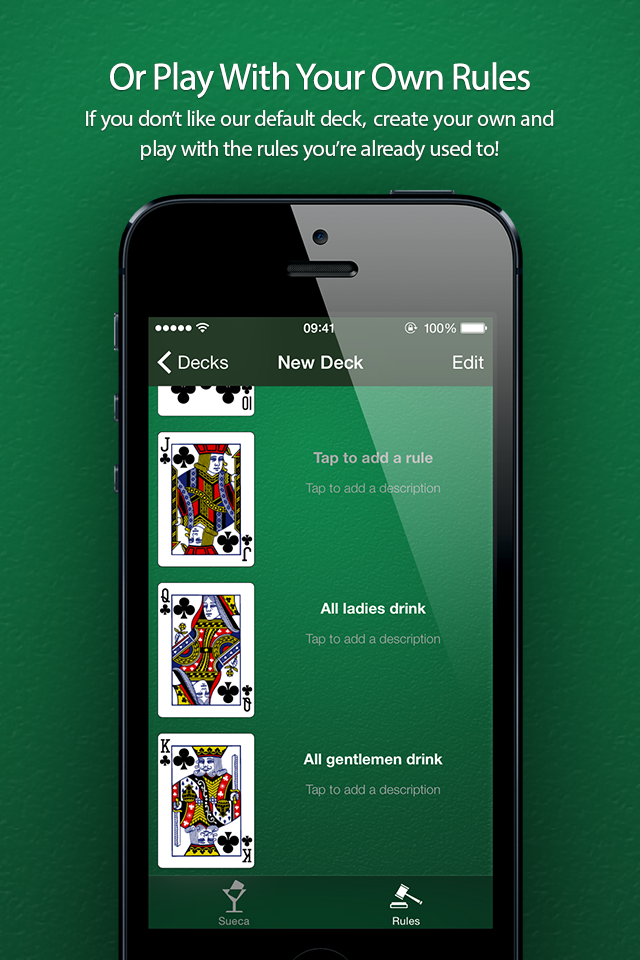 Or Play With Your Own Rules
If you don't like our default deck, create your own and
play with the rules you're already used to!
09:41
100%
Decks
New Deck
Edit
10
J
Tap to add a rule
Tap to add a description
J
Q
All ladies drink
Tap to add a description
Q
K
All gentlemen drink
Tap to add a description
K
Sueca
Rules